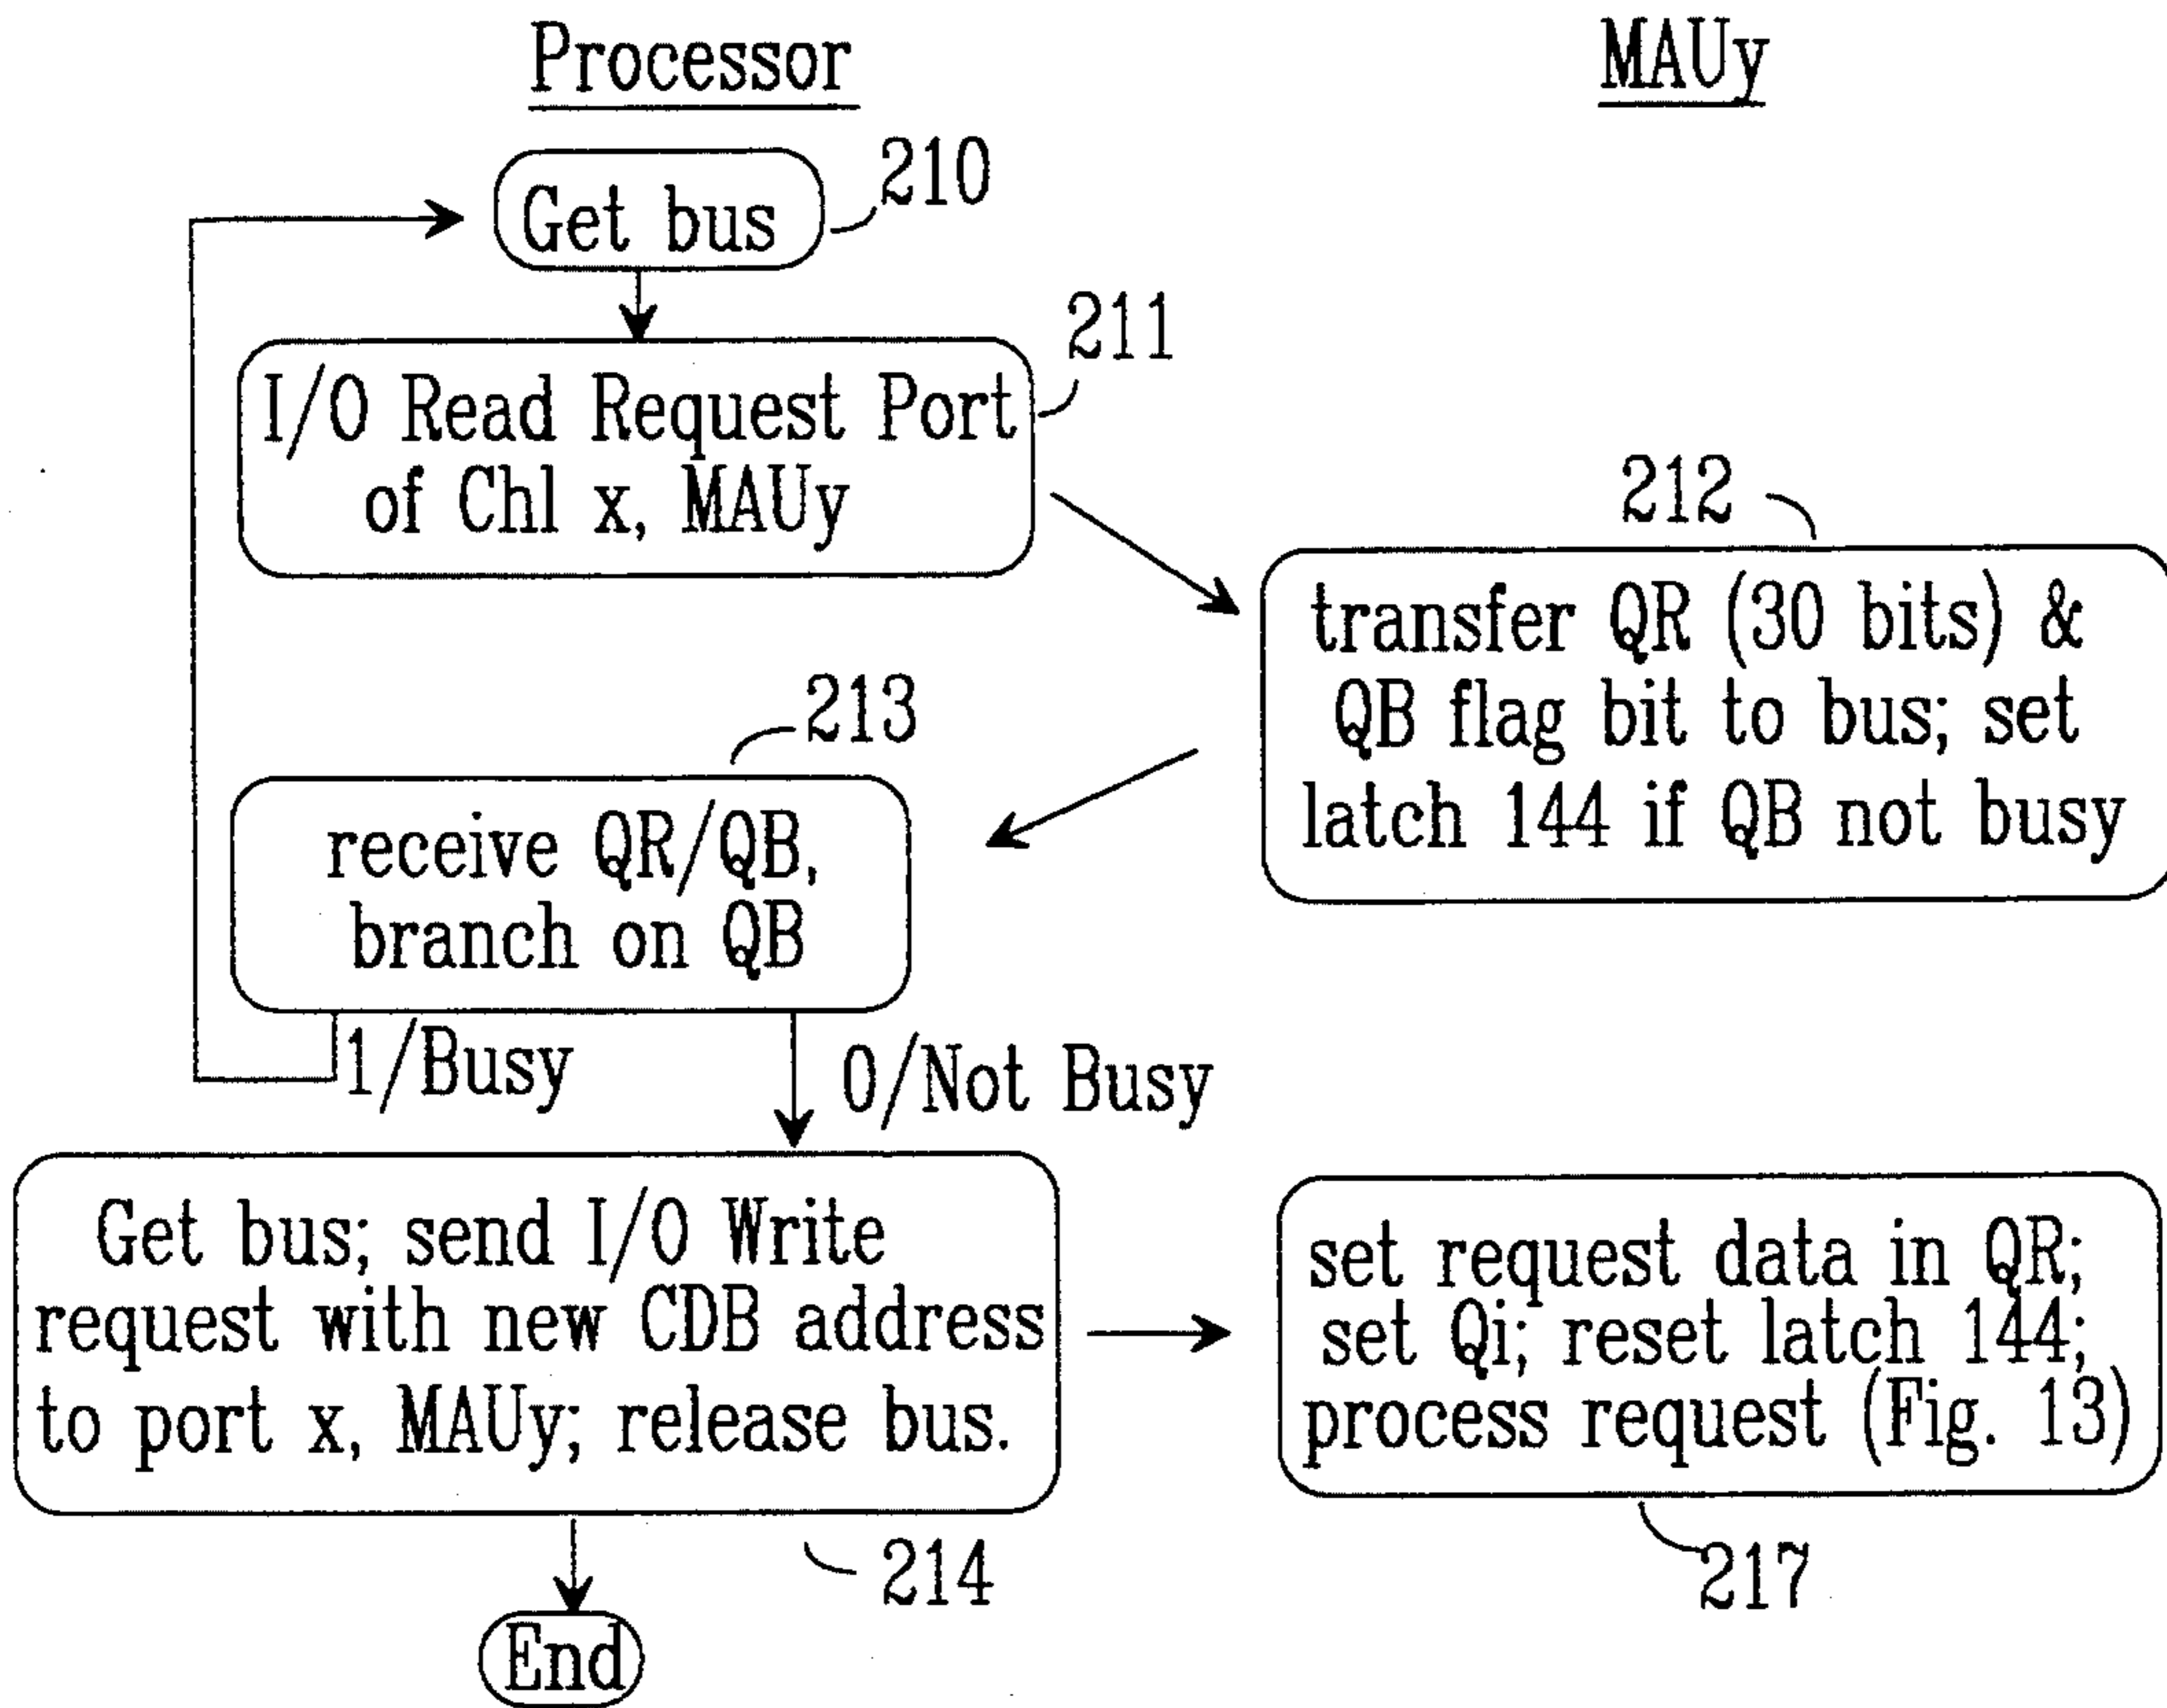 Processor
MAUy
Get bus
210
I/O Read Request Port
of Chl x, MAUy
211
212
transfer QR (30 bits) &
QB flag bit to bus; set
latch 144 if QB not busy
213
receive QR/QB,
branch on QB
1/Busy
0/Not Busy
Get bus; send I/O Write
request with new CDB address
to port x, MAUy; release bus.
214
set request data in QR;
set Qi; reset latch 144;
process request (Fig. 13)
217
End